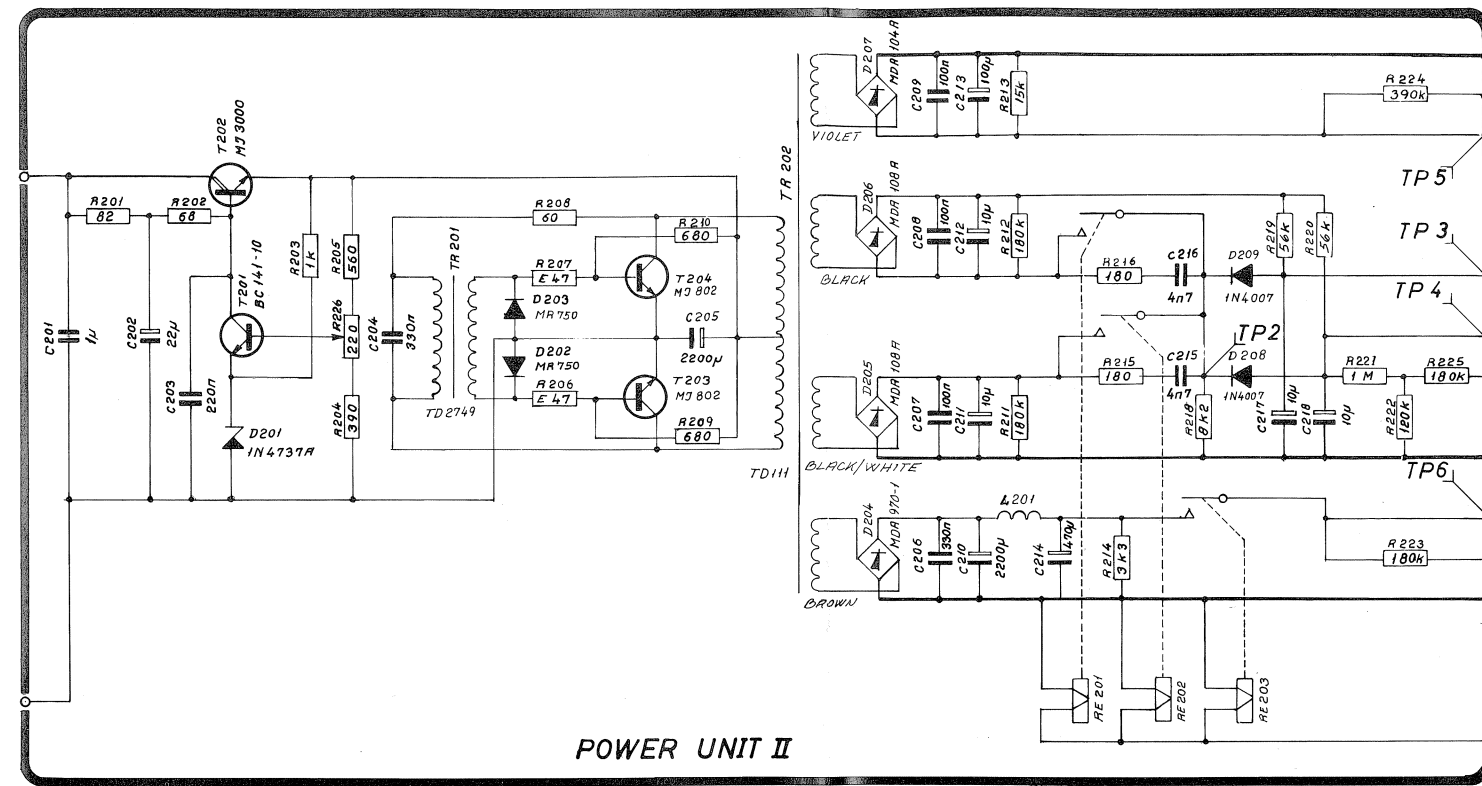 T202
MJ3000
R201
82
R202
68
R203
1k
R205
560
T201
BC 141-10
R226
220
C201
1µ
C202
22µ
C203
220n
R204
390
D201
1N4737A
C204
330n
TR201
TD2749
R208
60
R207
E47
D203
MR750
D202
MR750
R206
E47
R210
680
T204
MJ802
C205
2200µ
T203
MJ802
R209
680
TR202
TD111
D207
MDA 104A
VIOLET
C209
100n
C213
100µ
R213
15k
R224
390k
TP5
D206
MDA 108A
BLACK
C208
100n
C212
10µ
R212
180k
R216
180
C216
4n7
D209
1N4007
R219
56k
R220
56k
TP3
TP4
TP2
D205
MDA 108A
BLACK/WHITE
C207
100n
C211
10µ
R211
180k
R215
180
C215
4n7
R218
8k2
D208
1N4007
C217
10µ
C218
10µ
R221
1M
R222
120k
R225
180k
TP6
D204
MDA 970-1
BROWN
C206
330n
C210
2200µ
L201
C214
470µ
R214
3k3
R223
180k
RE201
RE202
RE203
POWER UNIT II